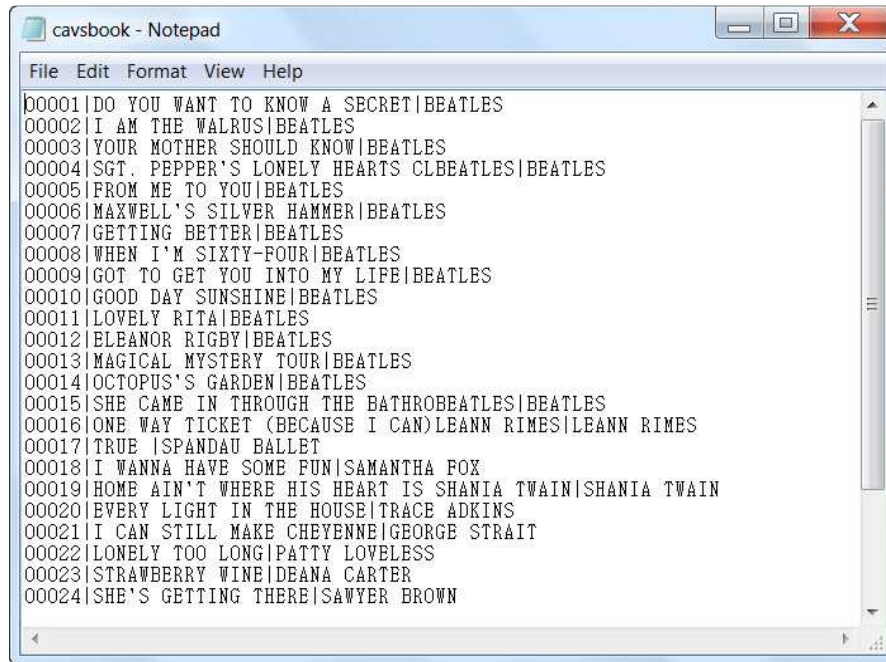 cavsbook - Notepad
File Edit Format View Help
00001|DO YOU WANT TO KNOW A SECRET|BEATLES
00002|I AM THE WALRUS|BEATLES
00003|YOUR MOTHER SHOULD KNOW|BEATLES
00004|SGT. PEPPER'S LONELY HEARTS CLBEATLES|BEATLES
00005|FROM ME TO YOU|BEATLES
00006|MAXWELL'S SILVER HAMMER|BEATLES
00007|GETTING BETTER|BEATLES
00008|WHEN I'M SIXTY-FOUR|BEATLES
00009|GOT TO GET YOU INTO MY LIFE|BEATLES
00010|GOOD DAY SUNSHINE|BEATLES
00011|LOVELY RITA|BEATLES
00012|ELEANOR RIGBY|BEATLES
00013|MAGICAL MYSTERY TOUR|BEATLES
00014|OCTOPUS'S GARDEN|BEATLES
00015|SHE CAME IN THROUGH THE BATHROBEATLES|BEATLES
00016|ONE WAY TICKET (BECAUSE I CAN)LEANN RIMES|LEANN RIMES
00017|TRUE |SPANDAU BALLET
00018|I WANNA HAVE SOME FUN|SAMANTHA FOX
00019|HOME AIN'T WHERE HIS HEART IS SHANIA TWAIN|SHANIA TWAIN
00020|EVERY LIGHT IN THE HOUSE|TRACE ADKINS
00021|I CAN STILL MAKE CHEYENNE|GEORGE STRAIT
00022|LONELY TOO LONG|PATTY LOVELESS
00023|STRAWBERRY WINE|DEANA CARTER
00024|SHE'S GETTING THERE|SAWYER BROWN